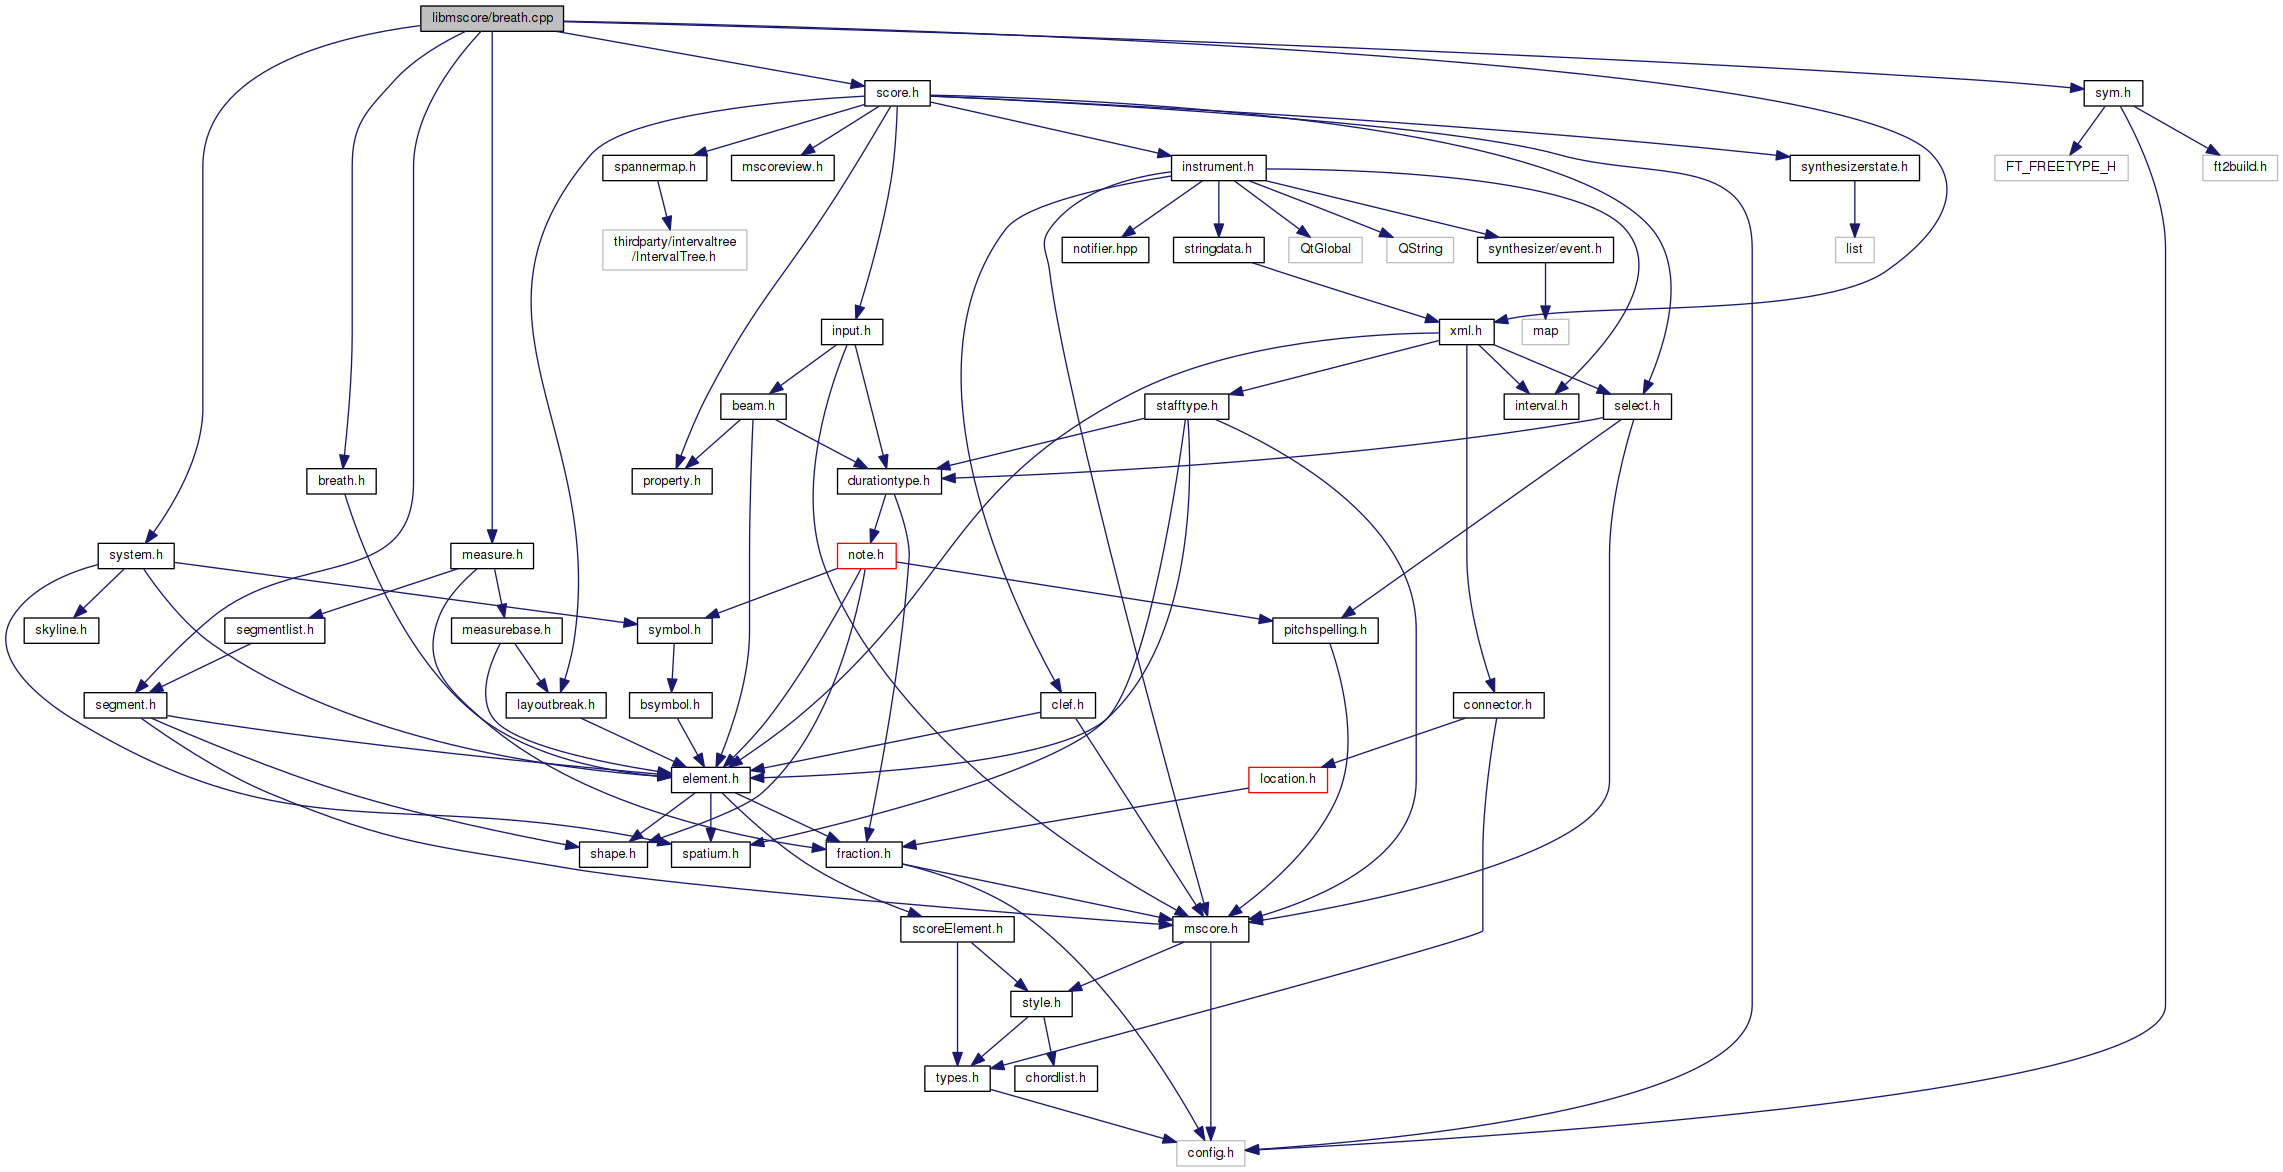 libmscore/breath.cpp
score.h
sym.h
spannermap.h
mscoreview.h
instrument.h
synthesizerstate.h
FT_FREETYPE_H
ft2build.h
thirdparty/intervaltree
/IntervalTree.h
notifier.hpp
stringdata.h
QtGlobal
QString
synthesizer/event.h
list
input.h
xml.h
map
beam.h
stafftype.h
interval.h
select.h
breath.h
property.h
durationtype.h
system.h
measure.h
note.h
skyline.h
segmentlist.h
measurebase.h
symbol.h
pitchspelling.h
segment.h
layoutbreak.h
bsymbol.h
clef.h
connector.h
element.h
location.h
shape.h
spatium.h
fraction.h
scoreElement.h
mscore.h
style.h
types.h
chordlist.h
config.h